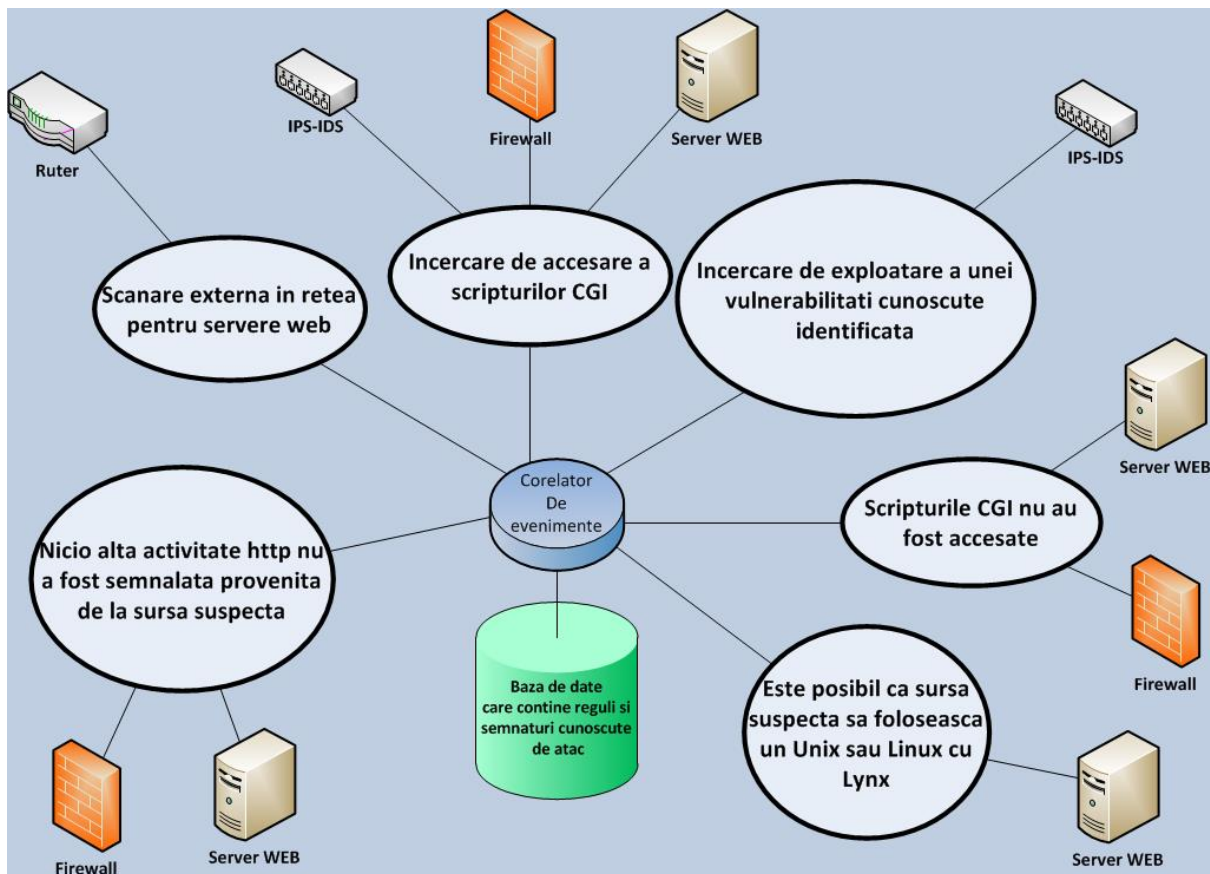 IPS-IDS
Firewall
Server WEB
IPS-IDS
Ruter
Incercare de accesare a
scripturilor CGI
Incercare de exploatare a unei
vulnerabilitati cunoscute
identificata
Scanare externa in retea
pentru servere web
Server WEB
Corelator
De
evenimente
Scripturile CGI nu au
fost accesate
Nicio alta activitate http nu
a fost semnalata provenita
de la sursa suspecta
Firewall
Baza de date
care contine reguli si
semnaturi cunoscute
de atac
Este posibil ca sursa
suspecta sa foloseasca
un Unix sau Linux cu
Lynx
Firewall
Server WEB
Server WEB